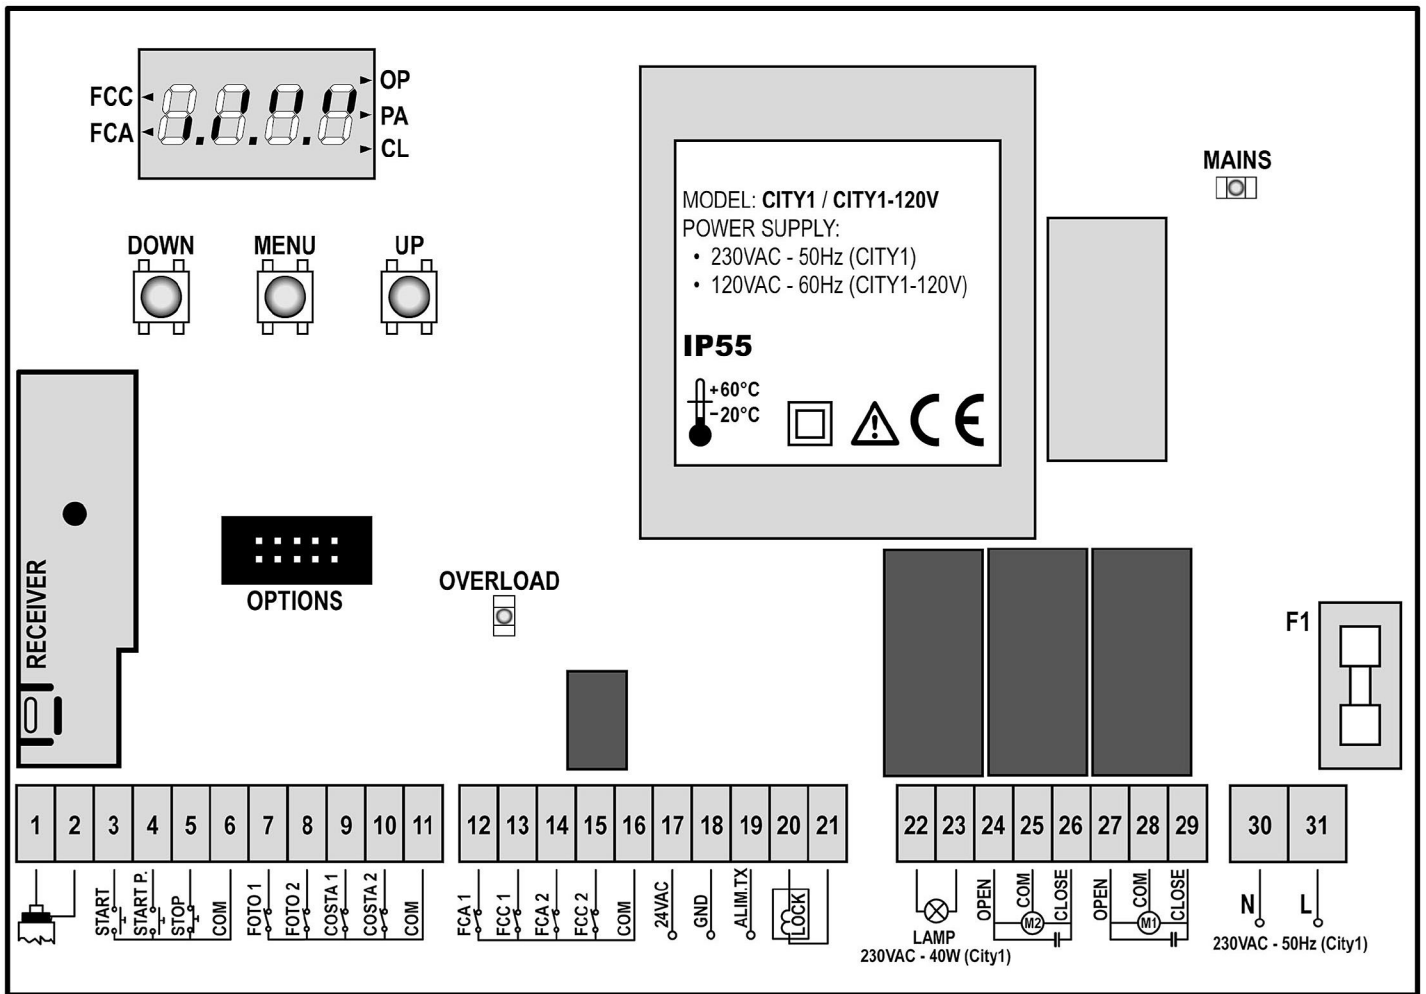 OP
FCC
PA
FCA
CL
MAINS
MODEL: CITY1 / CITY1-120V
POWER SUPPLY:
• 230VAC - 50Hz (CITY1)
• 120VAC - 60Hz (CITY1-120V)
IP55
+60°C
-20°C
CE
DOWN MENU UP
RECEIVER
OPTIONS
OVERLOAD
F1
1 2 3 4 5 6 7 8 9 10 11
12 13 14 15 16 17 18 19 20 21
22 23 24 25 26 27 28 29
30 31
START
START P.
STOP
COM
FOTO 1
FOTO 2
COSTA 1
COSTA 2
COM
FCA 1
FCC 1
FCA 2
FCC 2
COM
24VAC
GND
ALIM.TX
LOCK
LAMP
230VAC - 40W (City1)
OPEN
COM
CLOSE
M2
OPEN
COM
CLOSE
M1
N L
230VAC - 50Hz (City1)